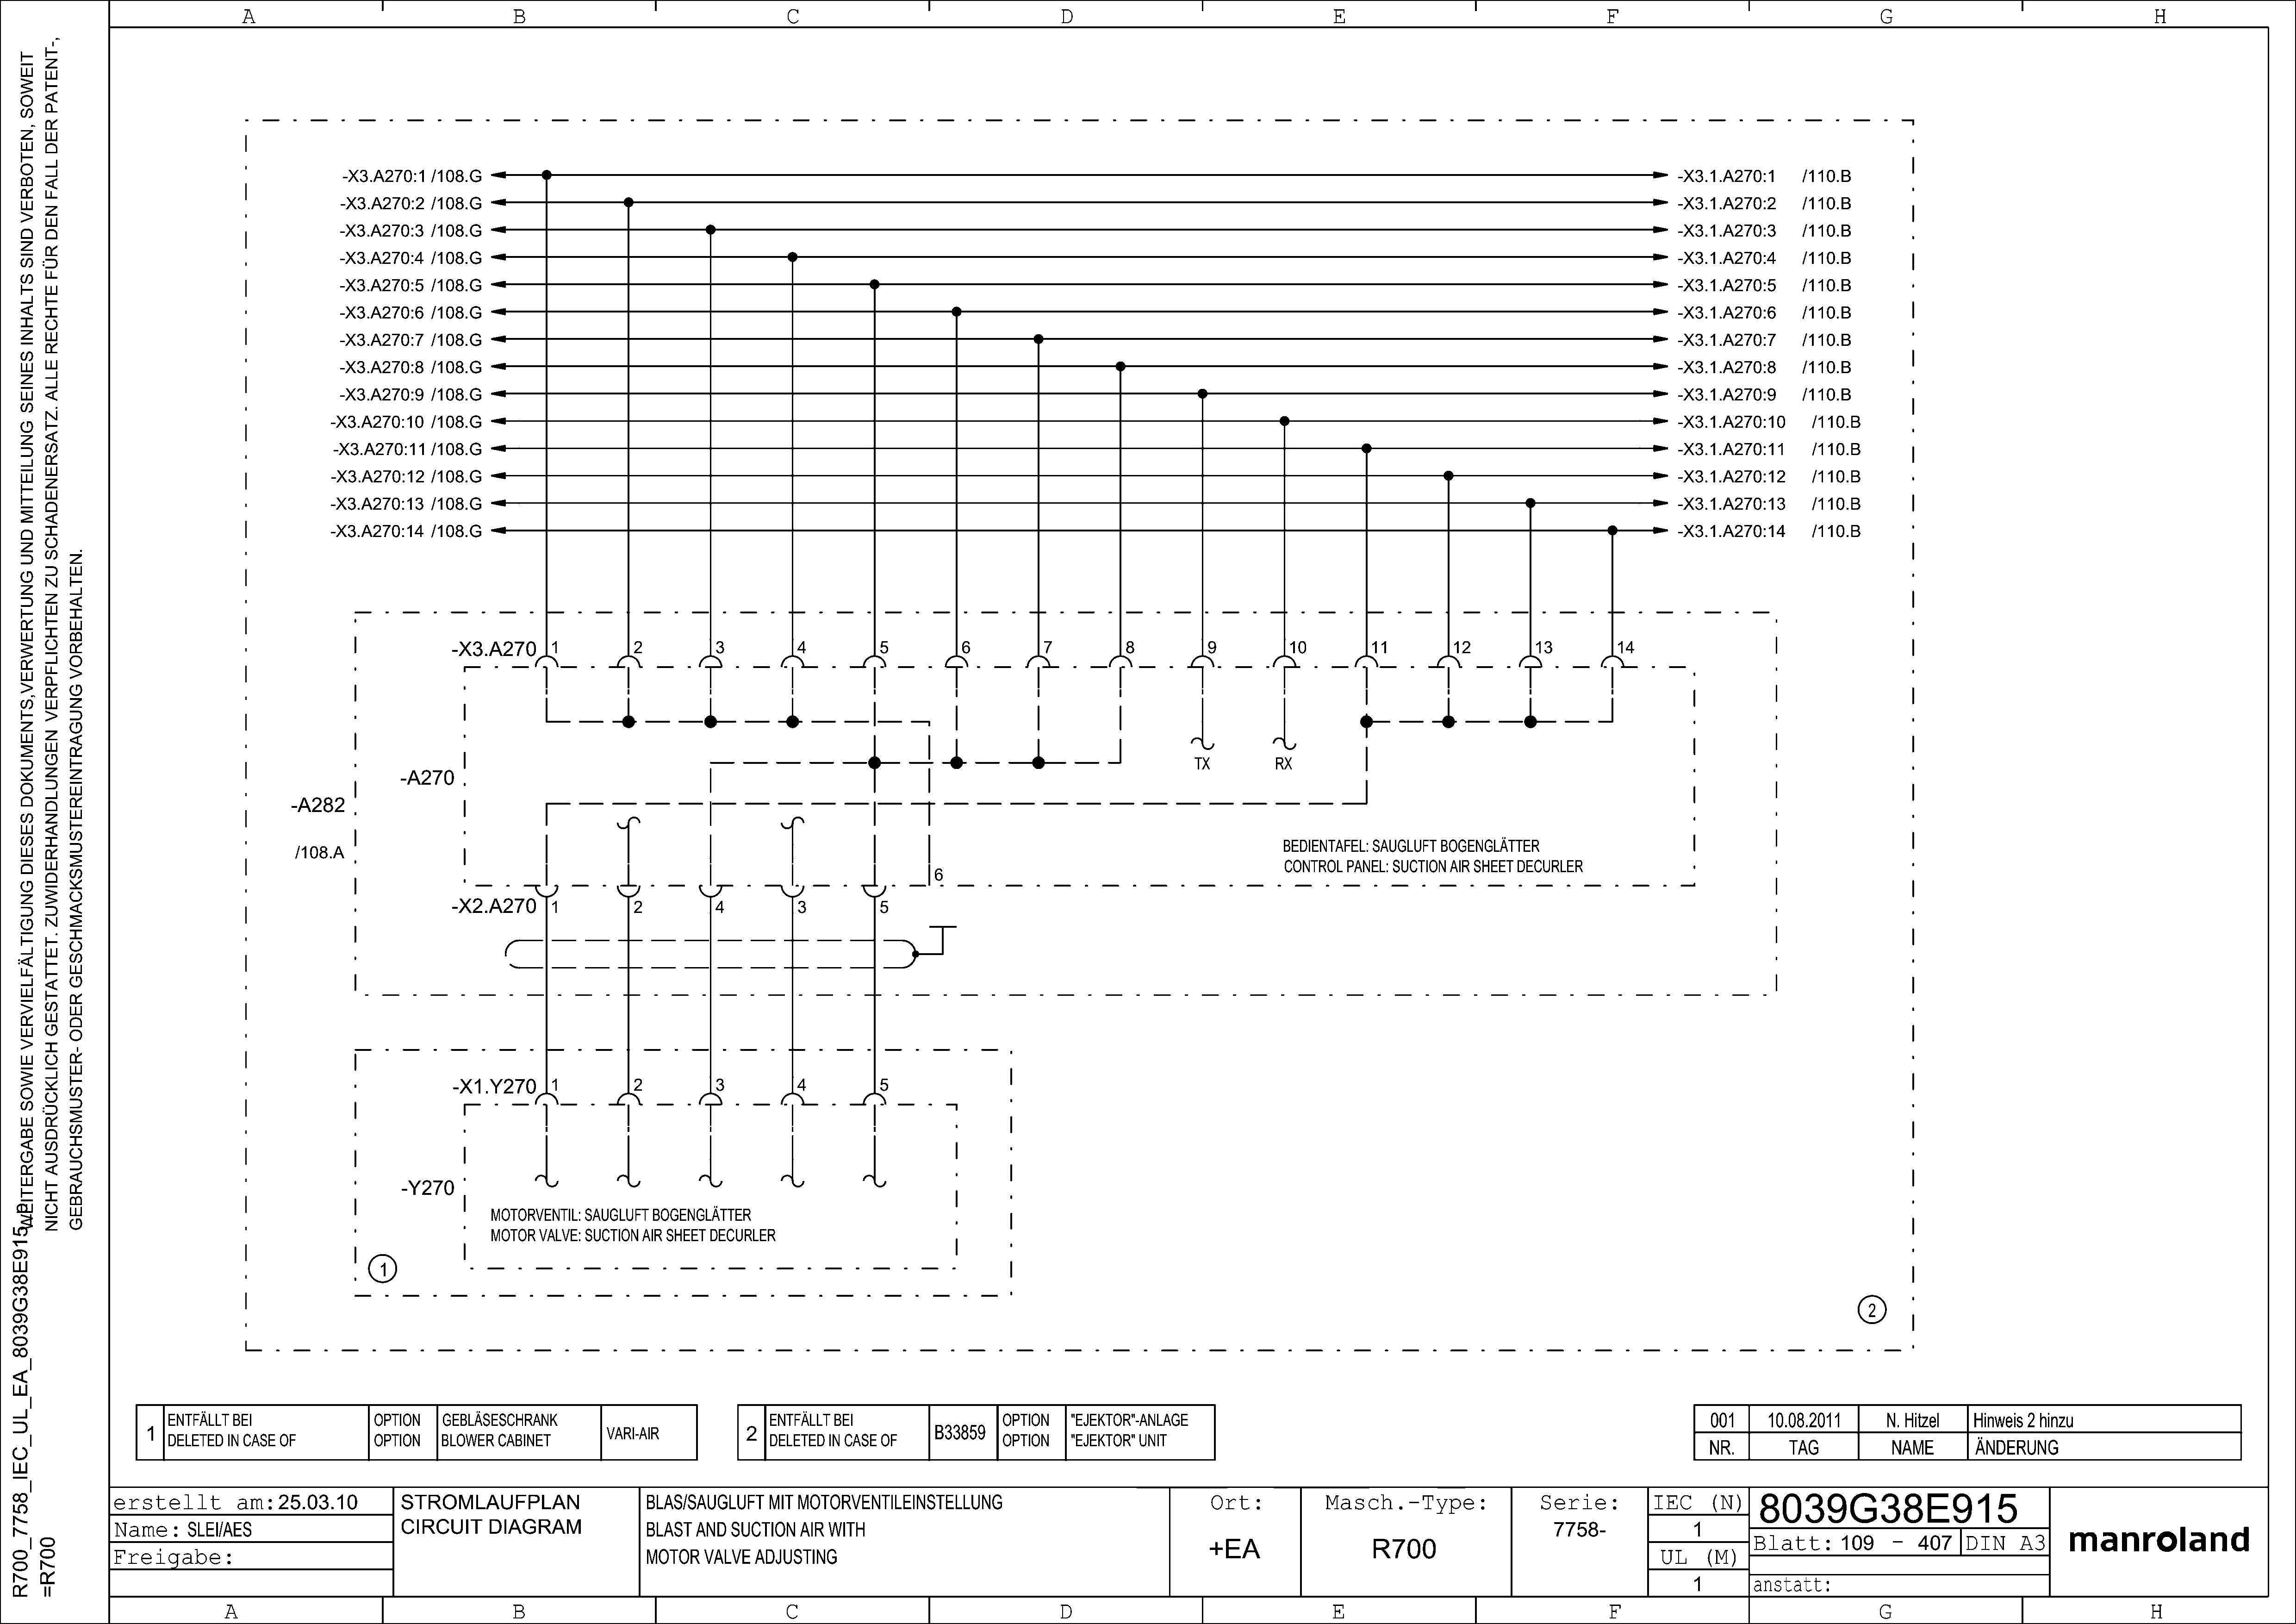 A B C D E F G H
-X3.A270:1 /108.G -X3.1.A270:1 /110.B
-X3.A270:2 /108.G -X3.1.A270:2 /110.B
-X3.A270:3 /108.G -X3.1.A270:3 /110.B
-X3.A270:4 /108.G -X3.1.A270:4 /110.B
-X3.A270:5 /108.G -X3.1.A270:5 /110.B
-X3.A270:6 /108.G -X3.1.A270:6 /110.B
-X3.A270:7 /108.G -X3.1.A270:7 /110.B
-X3.A270:8 /108.G -X3.1.A270:8 /110.B
-X3.A270:9 /108.G -X3.1.A270:9 /110.B
-X3.A270:10 /108.G -X3.1.A270:10 /110.B
-X3.A270:11 /108.G -X3.1.A270:11 /110.B
-X3.A270:12 /108.G -X3.1.A270:12 /110.B
-X3.A270:13 /108.G -X3.1.A270:13 /110.B
-X3.A270:14 /108.G -X3.1.A270:14 /110.B
-X3.A270 1 2 3 4 5 6 7 8 9 10 11 12 13 14
TX RX
-A270
-A282
/108.A
BEDIENTAFEL: SAUGLUFT BOGENGLÄTTER
CONTROL PANEL: SUCTION AIR SHEET DECURLER
6
-X2.A270 1 2 4 3 5
-X1.Y270 1 2 3 4 5
-Y270
MOTORVENTIL: SAUGLUFT BOGENGLÄTTER
MOTOR VALVE: SUCTION AIR SHEET DECURLER
1
2
1 ENTFÄLLT BEI OPTION GEBLÄSESCHRANK VARI-AIR
DELETED IN CASE OF OPTION BLOWER CABINET
2 ENTFÄLLT BEI B33859 OPTION "EJEKTOR"-ANLAGE
DELETED IN CASE OF OPTION "EJEKTOR" UNIT
001 10.08.2011 N. Hitzel Hinweis 2 hinzu
NR. TAG NAME ÄNDERUNG
erstellt am: 25.03.10
Name: SLEI/AES
Freigabe:
STROMLAUFPLAN
CIRCUIT DIAGRAM
BLAS/SAUGLUFT MIT MOTORVENTILEINSTELLUNG
BLAST AND SUCTION AIR WITH
MOTOR VALVE ADJUSTING
Ort:
+EA
Masch.-Type:
R700
Serie:
7758-
IEC (N)
1
UL (M)
1
8039G38E915
Blatt: 109 - 407 DIN A3
anstatt:
manroland
A B C D E F G H
WEITERGABE SOWIE VERVIELFÄLTIGUNG DIESES DOKUMENTS,VERWERTUNG UND MITTEILUNG SEINES INHALTS SIND VERBOTEN, SOWEIT
NICHT AUSDRÜCKLICH GESTATTET. ZUWIDERHANDLUNGEN VERPFLICHTEN ZU SCHADENERSATZ. ALLE RECHTE FÜR DEN FALL DER PATENT-,
GEBRAUCHSMUSTER- ODER GESCHMACKSMUSTEREINTRAGUNG VORBEHALTEN.
R700_7758_IEC_UL_EA_8039G38E915
=R700